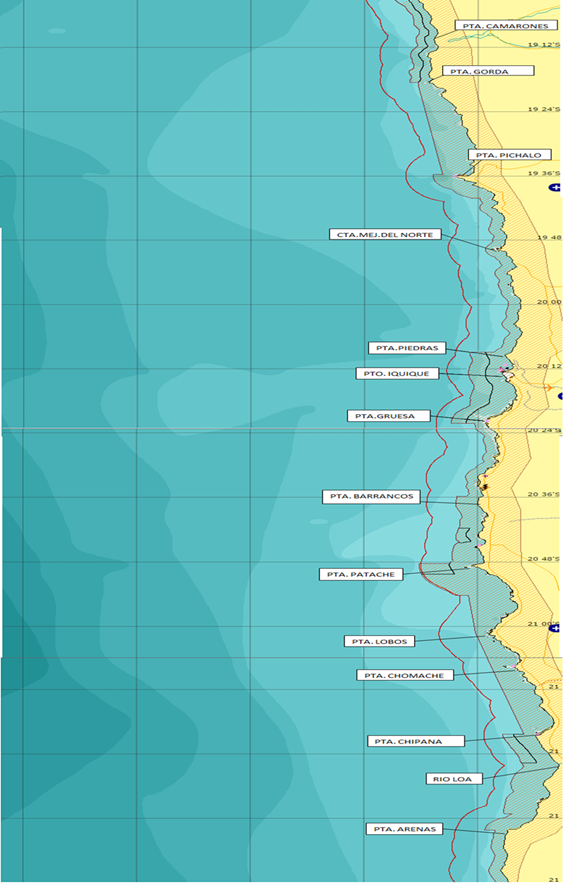 PTA. CAMARONES
19 12'S
PTA. GORDA
19 24'S
PTA. PICHALO
19 36'S
CTA.MEJ.DEL NORTE
19 48
20 00
PTA.PIEDRAS
20 12
PTO. IQUIQUE
PTA.GRUESA
20 24'S
PTA. BARRANCOS
20 36'S
20 48'S
PTA. PATACHE
21 00'S
PTA. LOBOS
PTA. CHOMACHE
21
PTA. CHIPANA
21
RIO LOA
21
PTA. ARENAS
21